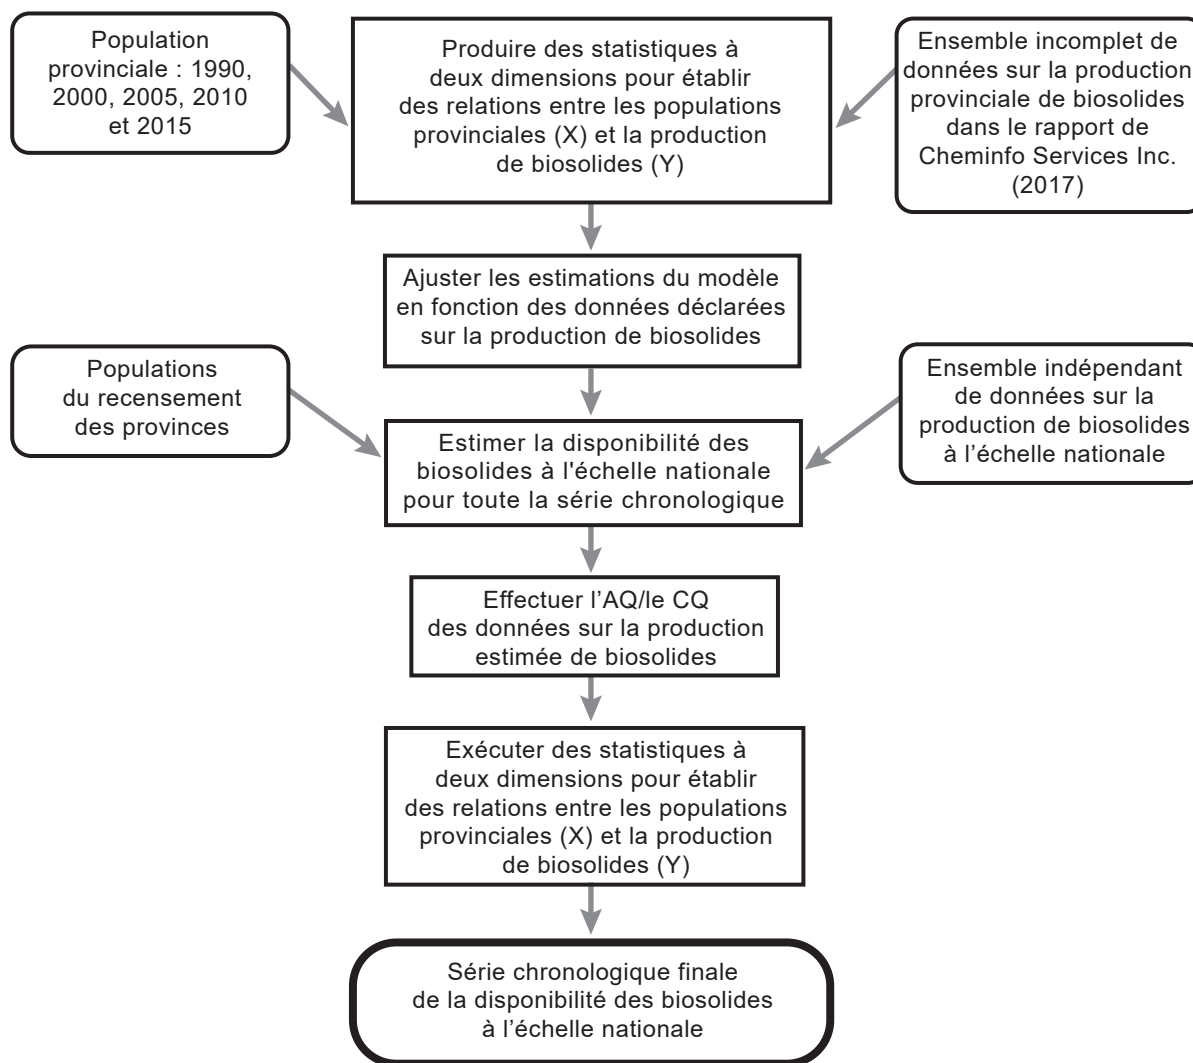 Population
provinciale : 1990,
2000, 2005, 2010
et 2015
Produire des statistiques à
deux dimensions pour établir
des relations entre les populations
provinciales (X) et la production
de biosolides (Y)
Ensemble incomplet de
données sur la production
provinciale de biosolides
dans le rapport de
Cheminfo Services Inc.
(2017)
Ajuster les estimations du modèle
en fonction des données déclarées
sur la production de biosolides
Populations
du recensement
des provinces
Estimer la disponibilité des
biosolides à l'échelle nationale
pour toute la série chronologique
Ensemble indépendant
de données sur la
production de biosolides
à l’échelle nationale
Effectuer l’AQ/le CQ
des données sur la production
estimée de biosolides
Exécuter des statistiques à
deux dimensions pour établir
des relations entre les populations
provinciales (X) et la production
de biosolides (Y)
Série chronologique finale
de la disponibilité des biosolides
à l’échelle nationale